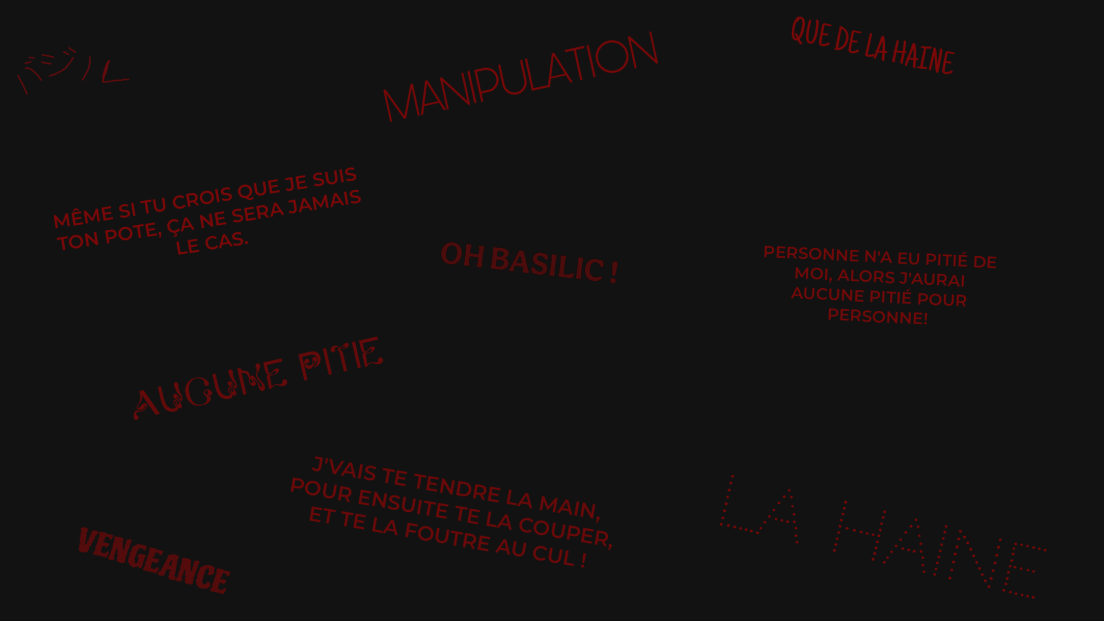 バジル
MANIPULATION
QUE DE LA HAINE
MÊME SI TU CROIS QUE JE SUIS
TON POTE, ÇA NE SERA JAMAIS
LE CAS.
OH BASILIC !
PERSONNE N'A EU PITIÉ DE
MOI, ALORS J'AURAI
AUCUNE PITIÉ POUR
PERSONNE!
AUCUNE PITIE
J'VAIS TE TENDRE LA MAIN,
POUR ENSUITE TE LA COUPER,
ET TE LA FOUTRE AU CUL !
LA HAINE
VENGEANCE